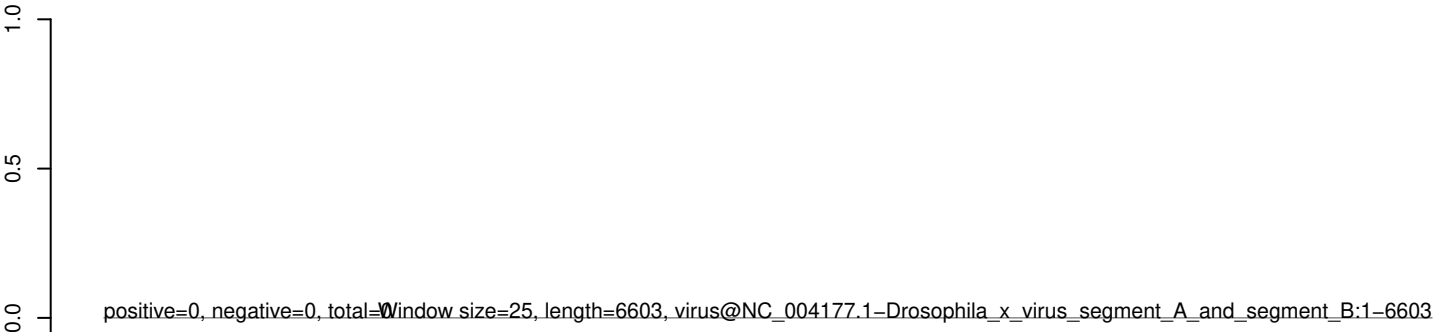 1.0
0.5
0.0
positive=0, negative=0, total=0
Window size=25, length=6603, virus@NC_004177.1−Drosophila_x_virus_segment_A_and_segment_B:1−6603